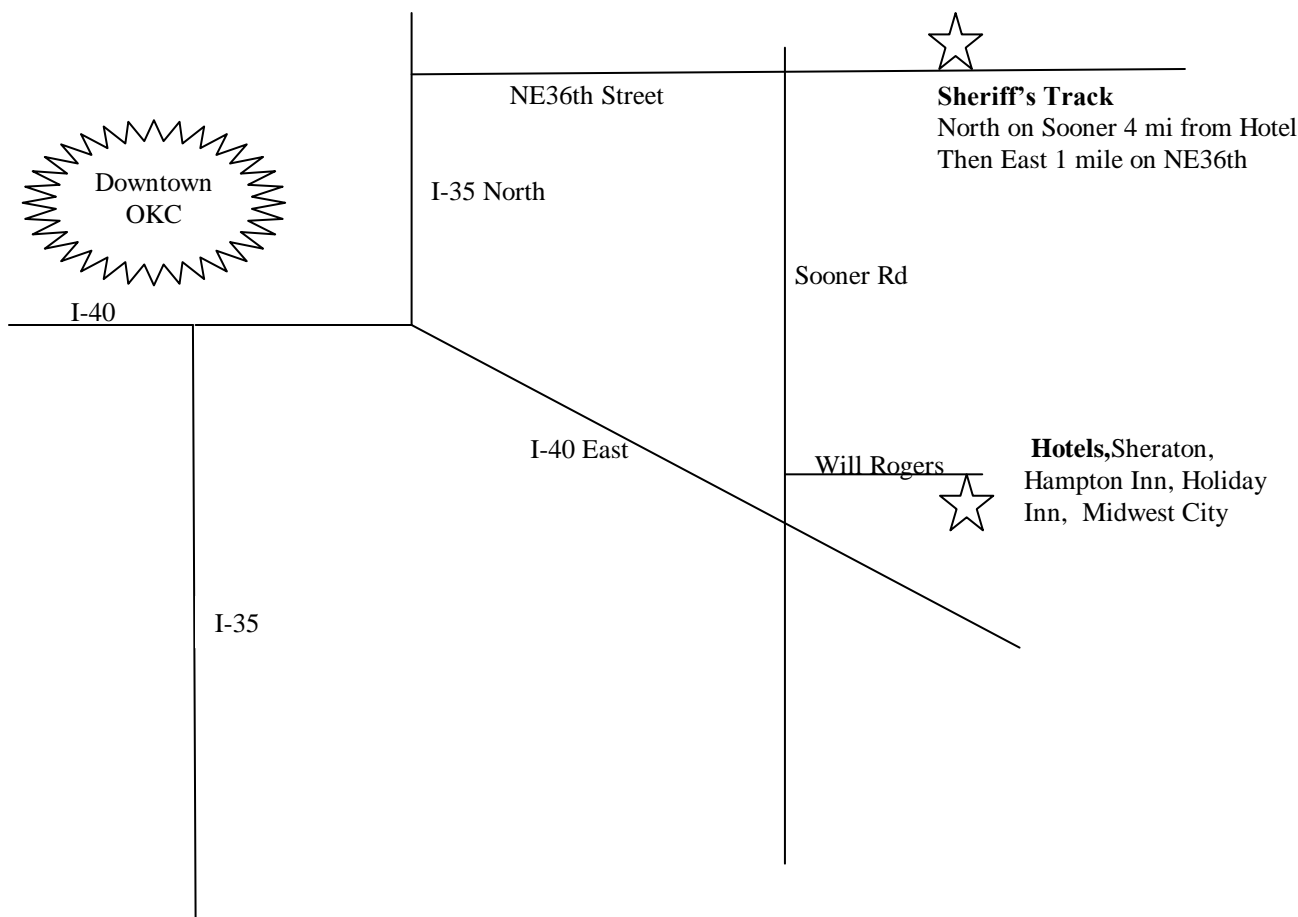 NE36th Street
Sheriff's Track
North on Sooner 4 mi from Hotel
Then East 1 mile on NE36th
Downtown
OKC
I-35 North
Sooner Rd
I-40
I-40 East
Will Rogers
Hotels,Sheraton,
Hampton Inn, Holiday
Inn,  Midwest City
I-35